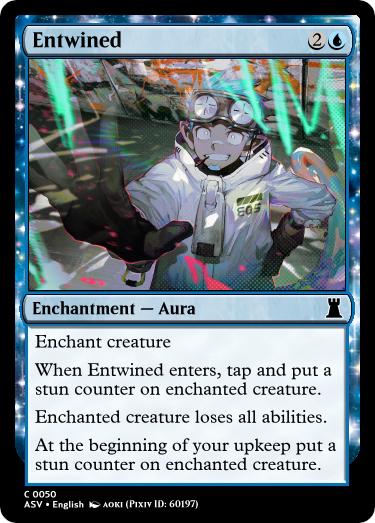 Entwined 2
EOS
Enchantment — Aura
Enchant creature
When Entwined enters, tap and put a
stun counter on enchanted creature.
Enchanted creature loses all abilities.
At the beginning of your upkeep put a
stun counter on enchanted creature.
C 0050
ASV • English AOKI (PIXIV ID: 60197)